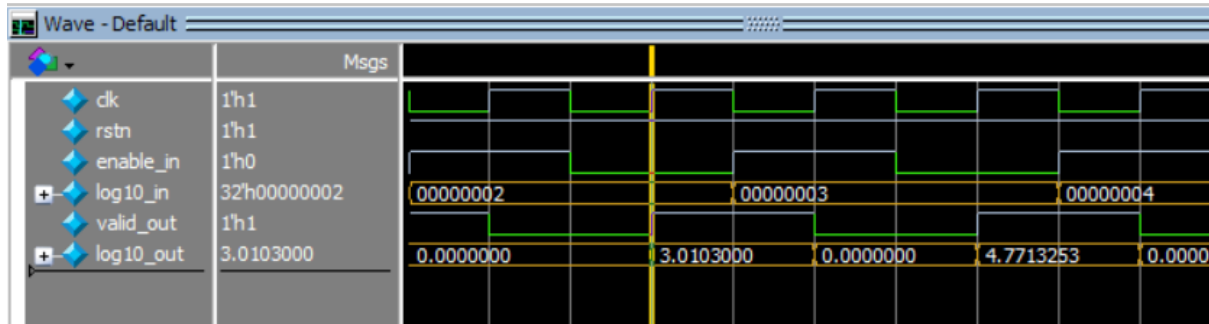 Wave - Default
Msgs
clk 1'h1
rstn 1'h1
enable_in 1'h0
log10_in 32'h00000002 00000002 00000003 00000004
valid_out 1'h1
log10_out 3.0103000 0.0000000 3.0103000 0.0000000 4.7713253 0.0000